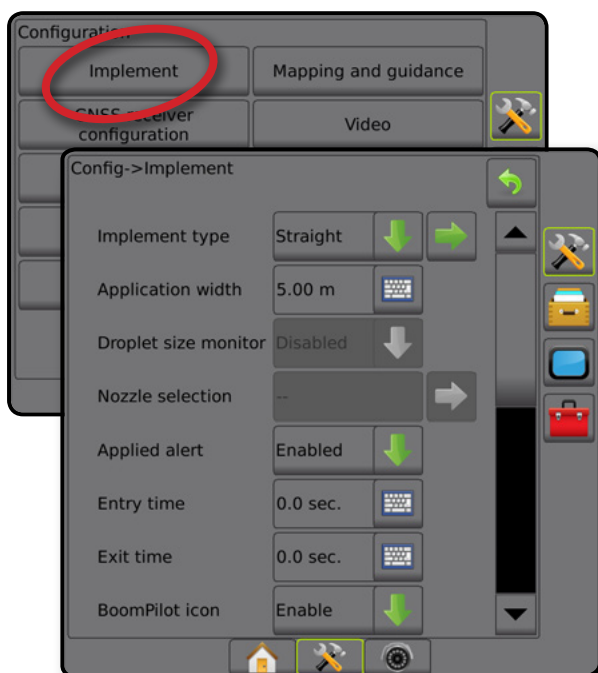 Configuration
Implement
Mapping and guidance
GNSS receiver
configuration
Video
Config->Implement
Implement type
Straight
Application width
5.00 m
Droplet size monitor
Disabled
Nozzle selection
--
Applied alert
Enabled
Entry time
0.0 sec.
Exit time
0.0 sec.
BoomPilot icon
Enable